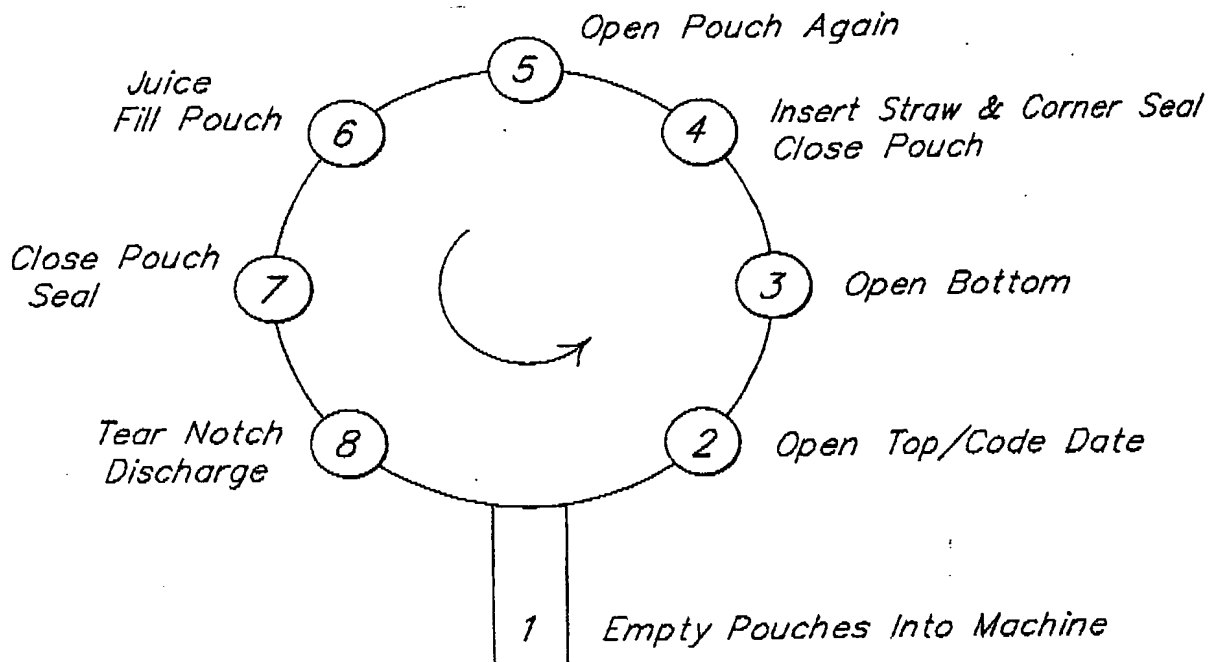 5 Open Pouch Again
Juice
Fill Pouch 6
4 Insert Straw & Corner Seal
Close Pouch
Close Pouch
Seal 7
3 Open Bottom
Tear Notch
Discharge 8
2 Open Top/Code Date
1 Empty Pouches Into Machine